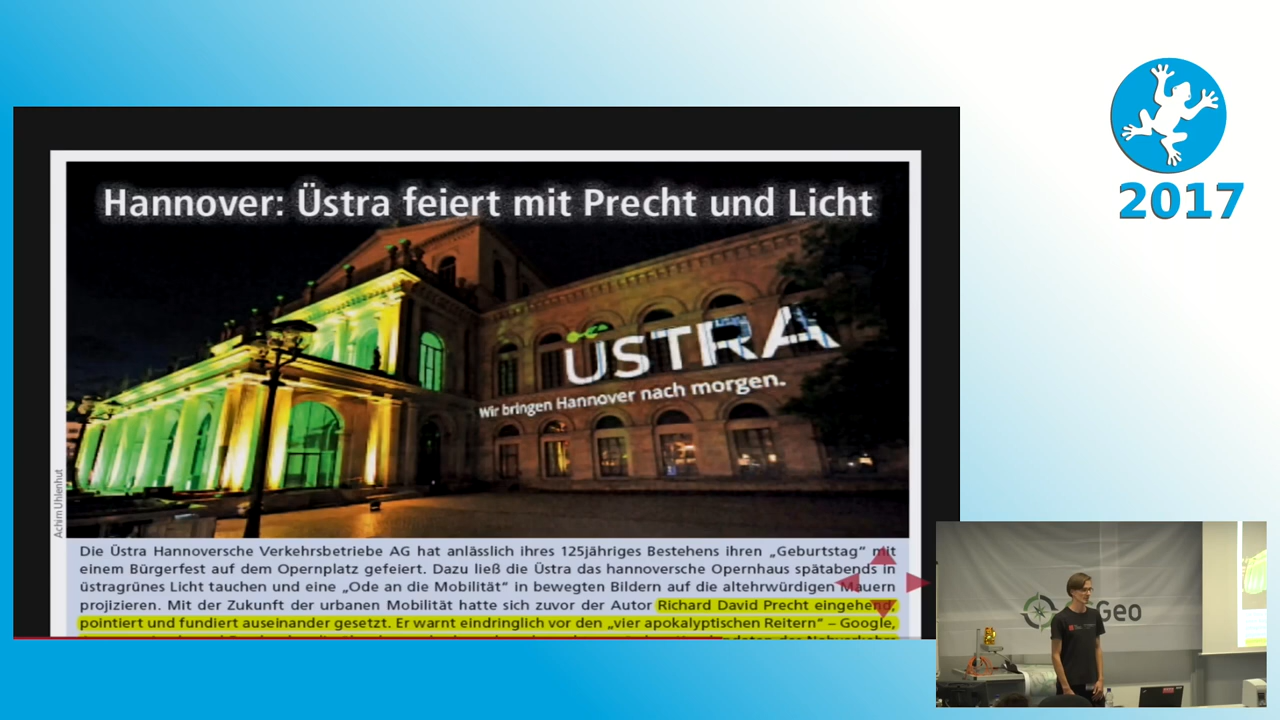 2017
Hannover: Üstra feiert mit Precht und Licht
ÜSTRA
Wir bringen Hannover nach morgen.
Achim Uhlenhut
Die Üstra Hannoversche Verkehrsbetriebe AG hat anlässlich ihres 125jähriges Bestehens ihren „Geburtstag“ mit
einem Bürgerfest auf dem Opernplatz gefeiert. Dazu ließ die Üstra das hannoversche Opernhaus spätabends in
üstragrünes Licht tauchen und eine „Ode an die Mobilität“ in bewegten Bildern auf die altehrwürdigen Mauern
projizieren. Mit der Zukunft der urbanen Mobilität hatte sich zuvor der Autor Richard David Precht eingehend,
pointiert und fundiert auseinander gesetzt. Er warnt eindringlich vor den „vier apokalyptischen Reitern“ – Google,
Geo